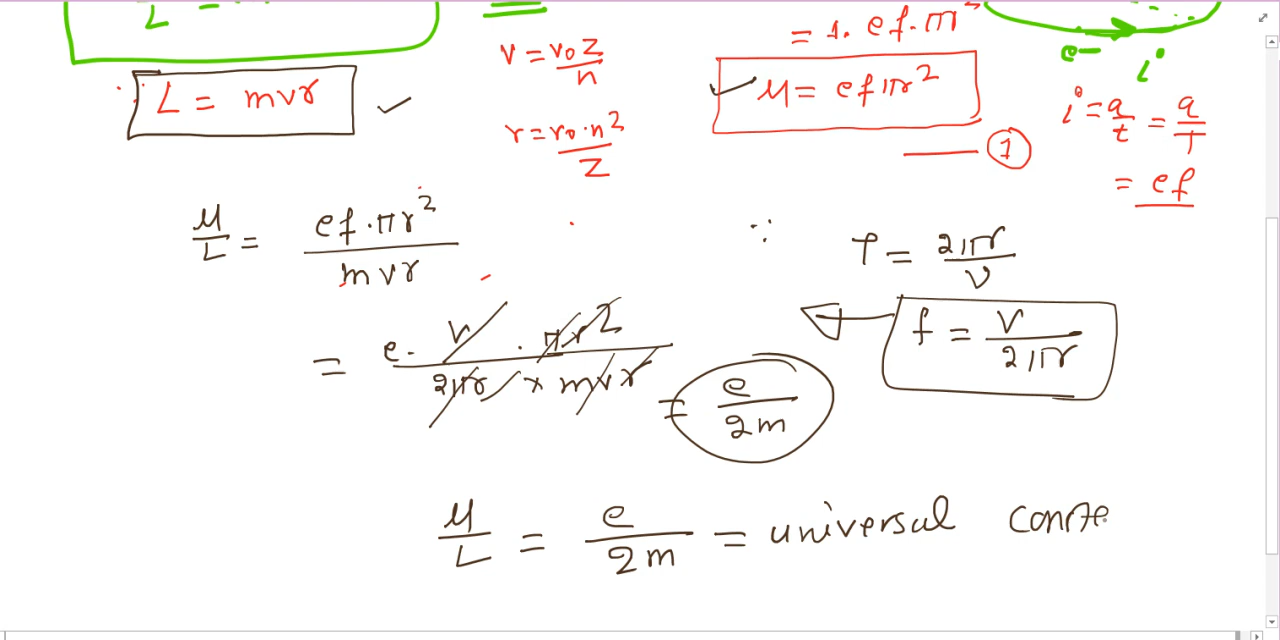 L =
= 1. ef.πr²
e- i
v = v₀z/n
L = mvr
μ = efπr²
r = r₀.n²/z
1
i = q/t = q/T
= ef
μ/L = ef.πr²/mvr
∵ T = 2πr/v
f = v/2πr
= e. v/2πr . πr2 / x mvr = e/2m
μ/L = e/2m = universal